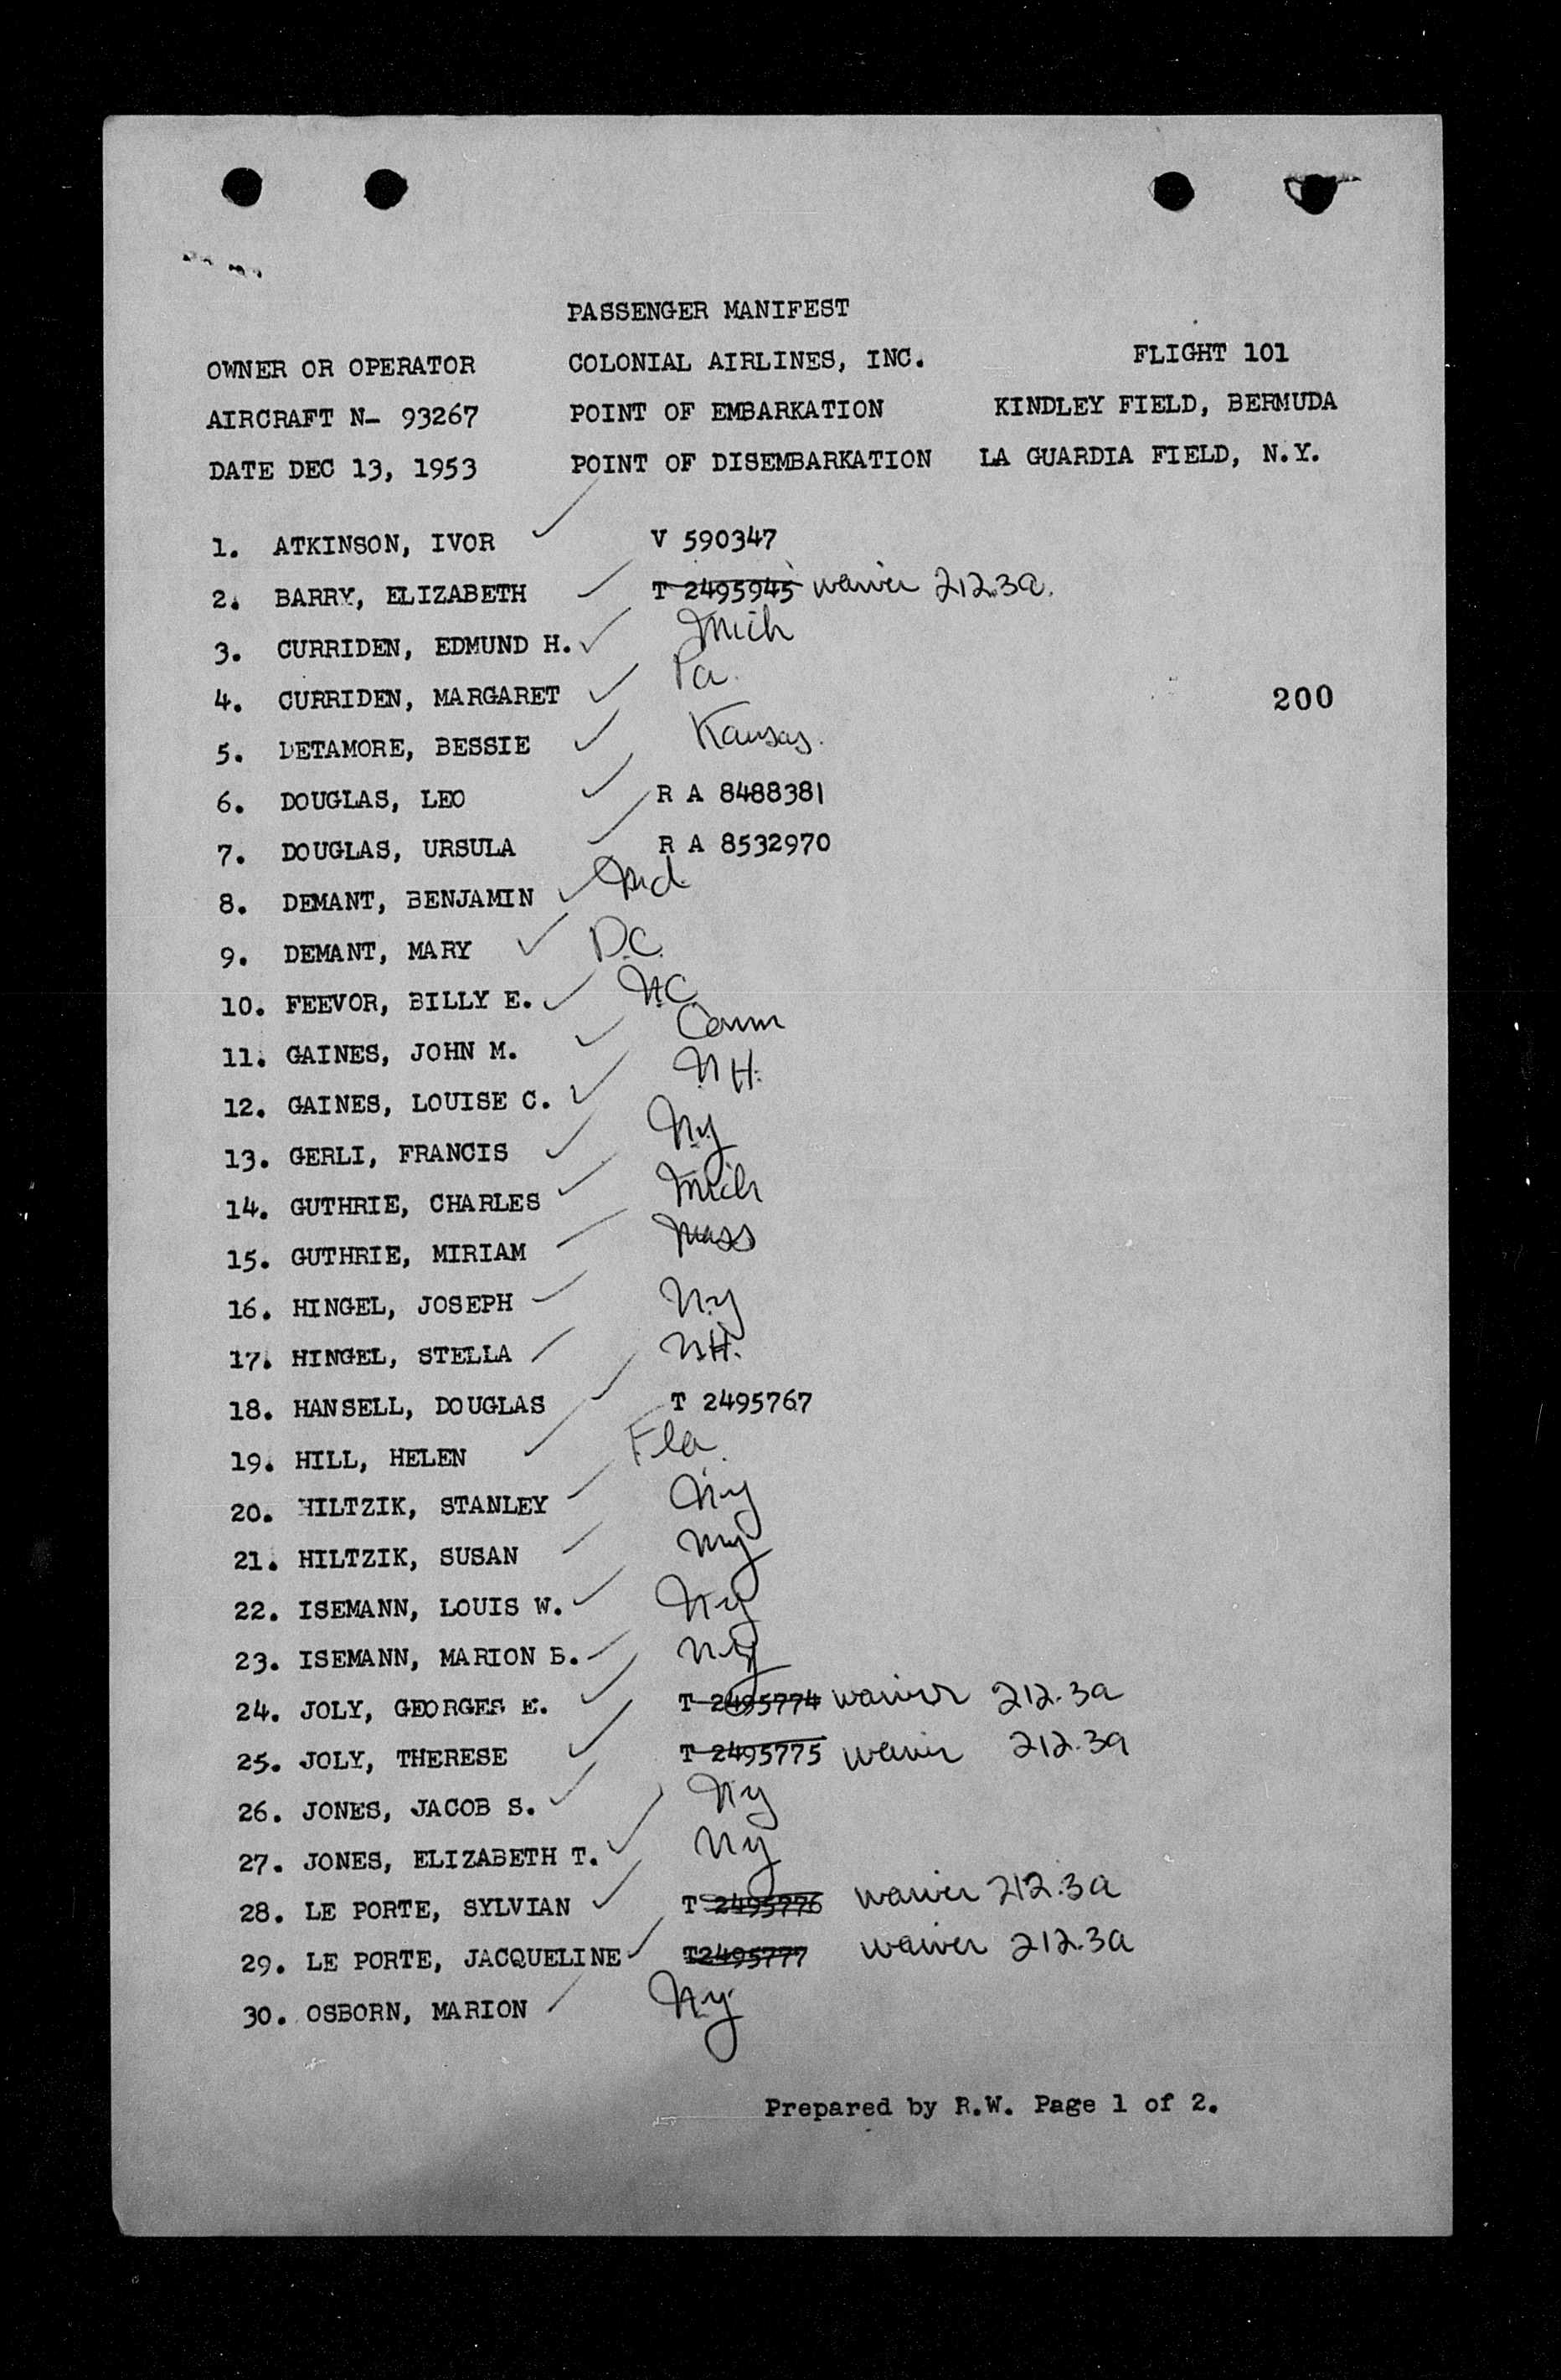 PASSENGER MANIFEST
OWNER OR OPERATOR COLONIAL AIRLINES, INC. FLIGHT 101
AIRCRAFT N- 93267 POINT OF EMBARKATION KINDLEY FIELD, BERMUDA
DATE DEC 13, 1953 POINT OF DISEMBARKATION LA GUARDIA FIELD, N.Y.
1. ATKINSON, IVOR V 590347
2. BARRY, ELIZABETH T 2495945 waiver 212.3a.
3. CURRIDEN, EDMUND H. Mich
4. CURRIDEN, MARGARET Pa.
200
5. DETAMORE, BESSIE Kansas.
6. DOUGLAS, LEO R A 8488381
7. DOUGLAS, URSULA R A 8532970
8. DEMANT, BENJAMIN Md
9. DEMANT, MARY D.C.
10. FEEVOR, BILLY E. N.C
11. GAINES, JOHN M. Conn
12. GAINES, LOUISE C. N.H.
13. GERLI, FRANCIS N.Y
14. GUTHRIE, CHARLES Mich
15. GUTHRIE, MIRIAM Mass
16. HINGEL, JOSEPH N.Y
17. HINGEL, STELLA N.H.
18. HANSELL, DOUGLAS T 2495767
19. HILL, HELEN Fla.
20. HILTZIK, STANLEY N.Y
21. HILTZIK, SUSAN N.Y
22. ISEMANN, LOUIS W. N.Y
23. ISEMANN, MARION B. N.Y
24. JOLY, GEORGES E. T 2495774 waiver 212.3a
25. JOLY, THERESE T 2495775 waiver 212.3a
26. JONES, JACOB S. N.Y
27. JONES, ELIZABETH T. N.Y
28. LE PORTE, SYLVIAN T 2495776 waiver 212.3a
29. LE PORTE, JACQUELINE T2495777 waiver 212.3a
30. OSBORN, MARION N.Y
Prepared by R.W. Page 1 of 2.